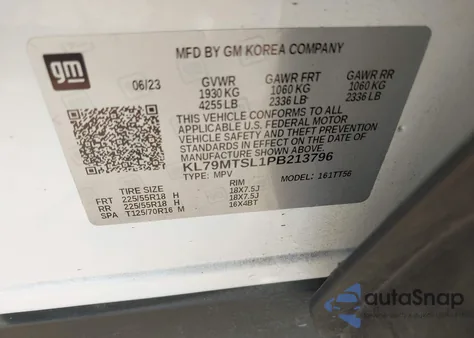 gm
MFD BY GM KOREA COMPANY
06/23 GVWR GAWR FRT GAWR RR
1930 KG 1060 KG 1060 KG
4255 LB 2336 LB 2336 LB
THIS VEHICLE CONFORMS TO ALL
APPLICABLE U.S. FEDERAL MOTOR
VEHICLE SAFETY AND THEFT PREVENTION
STANDARDS IN EFFECT ON THE DATE OF
MANUFACTURE SHOWN ABOVE.
KL79MTSL1PB213796
TYPE: MPV MODEL: 161TT56
TIRE SIZE RIM
FRT 225/55R18 H 18X7.5J
RR 225/55R18 H 18X7.5J
SPA T125/70R16 M 16X4BT
autoSnap